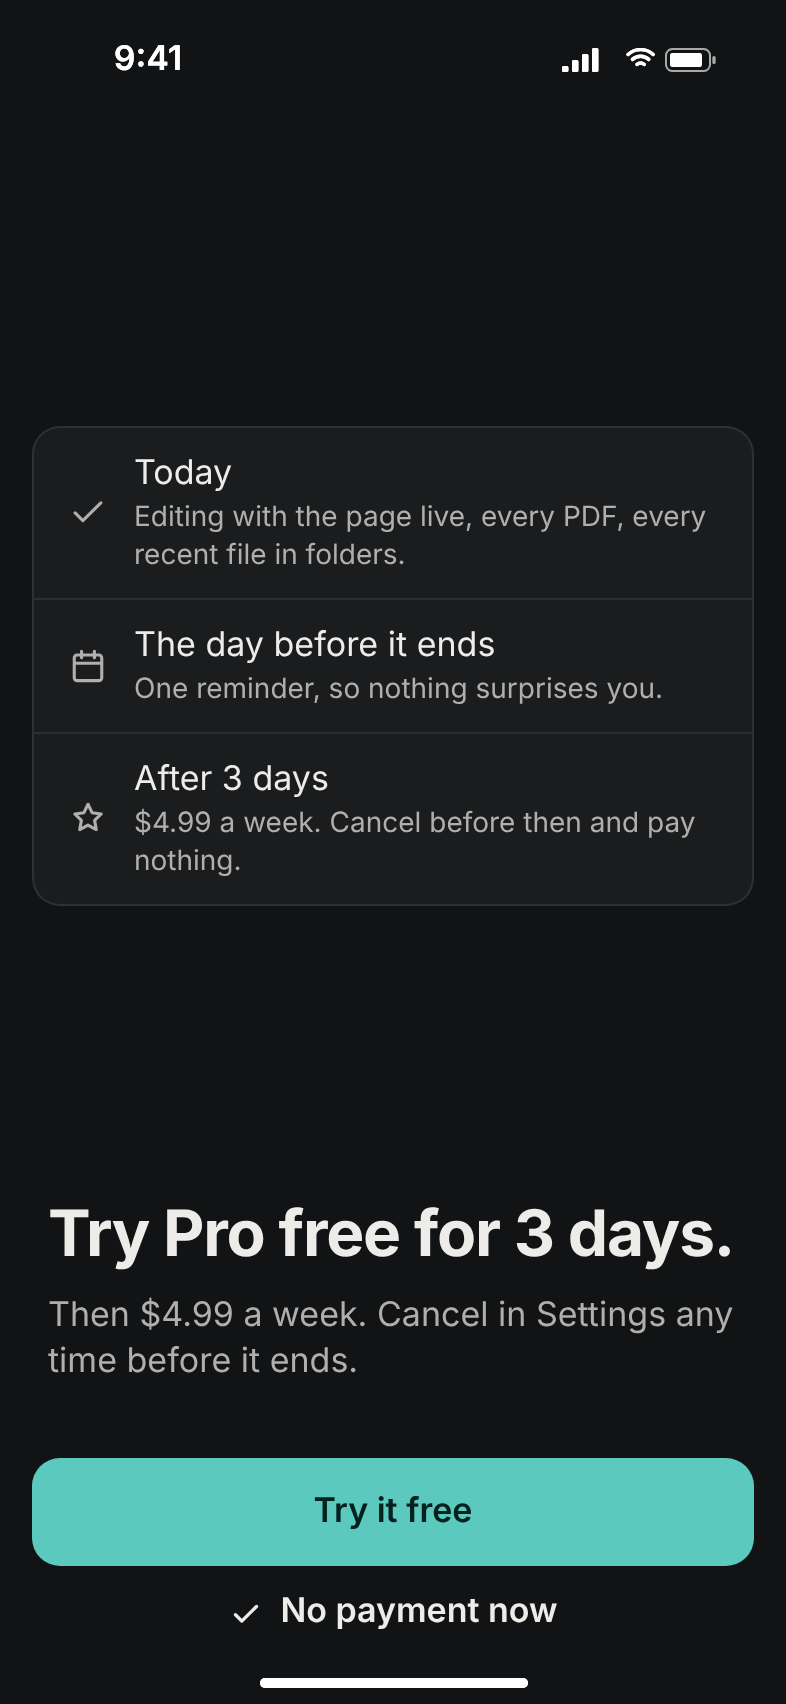 9:41
Today
Editing with the page live, every PDF, every
recent file in folders.
The day before it ends
One reminder, so nothing surprises you.
After 3 days
$4.99 a week. Cancel before then and pay
nothing.
Try Pro free for 3 days.
Then $4.99 a week. Cancel in Settings any
time before it ends.
Try it free
No payment now